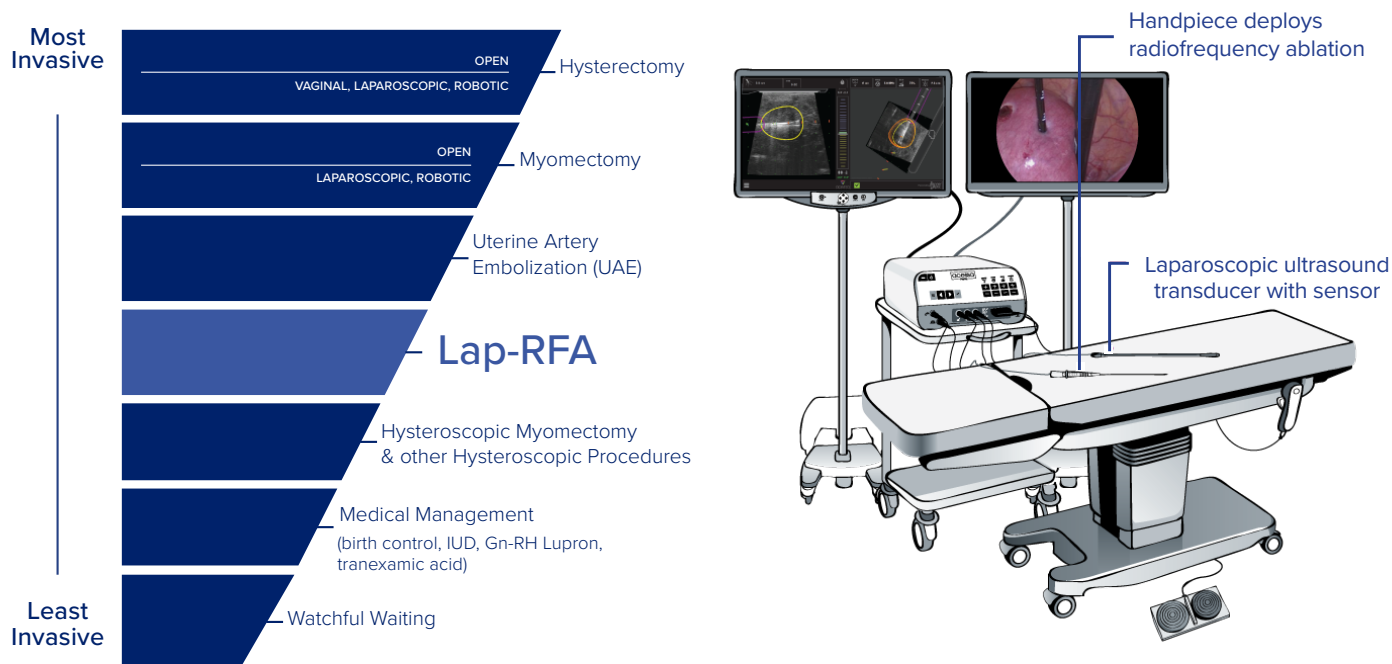 Most
Invasive
OPEN
VAGINAL, LAPAROSCOPIC, ROBOTIC
Hysterectomy
OPEN
LAPAROSCOPIC, ROBOTIC
Myomectomy
Uterine Artery
Embolization (UAE)
Lap-RFA
Hysteroscopic Myomectomy
& other Hysteroscopic Procedures
Medical Management
(birth control, IUD, Gn-RH Lupron,
tranexamic acid)
Watchful Waiting
Least
Invasive
Handpiece deploys
radiofrequency ablation
Laparoscopic ultrasound
transducer with sensor
acessa